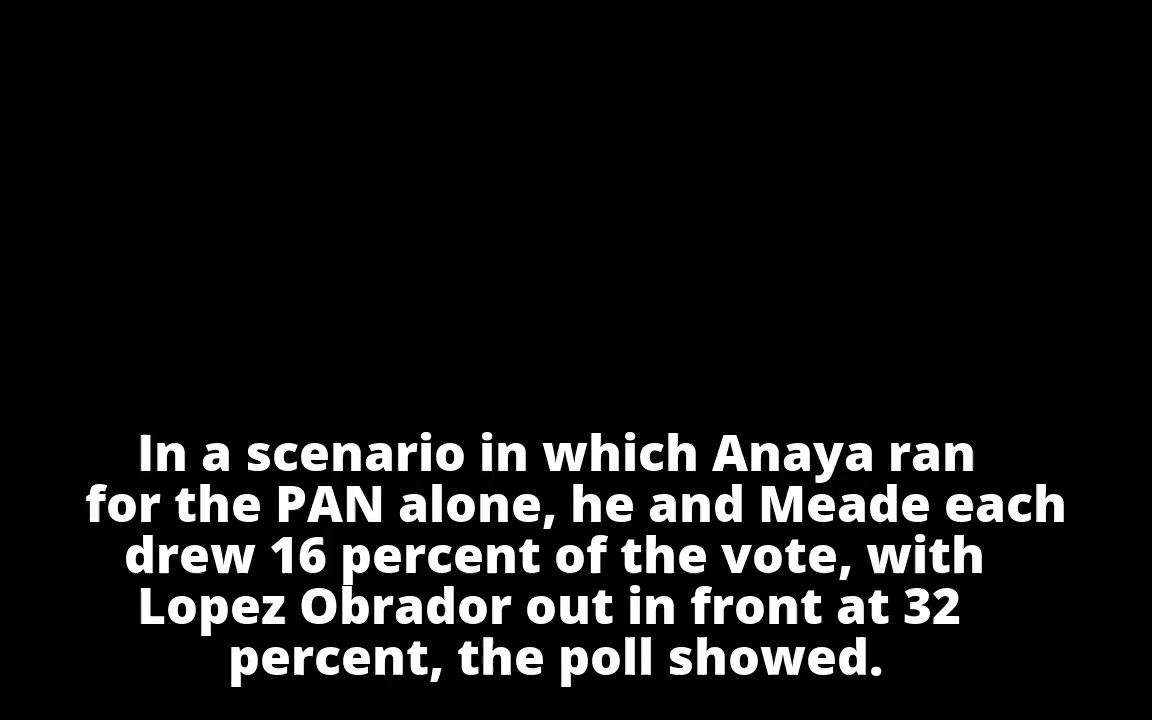 In a scenario in which Anaya ran
for the PAN alone, he and Meade each
drew 16 percent of the vote, with
Lopez Obrador out in front at 32
percent, the poll showed.